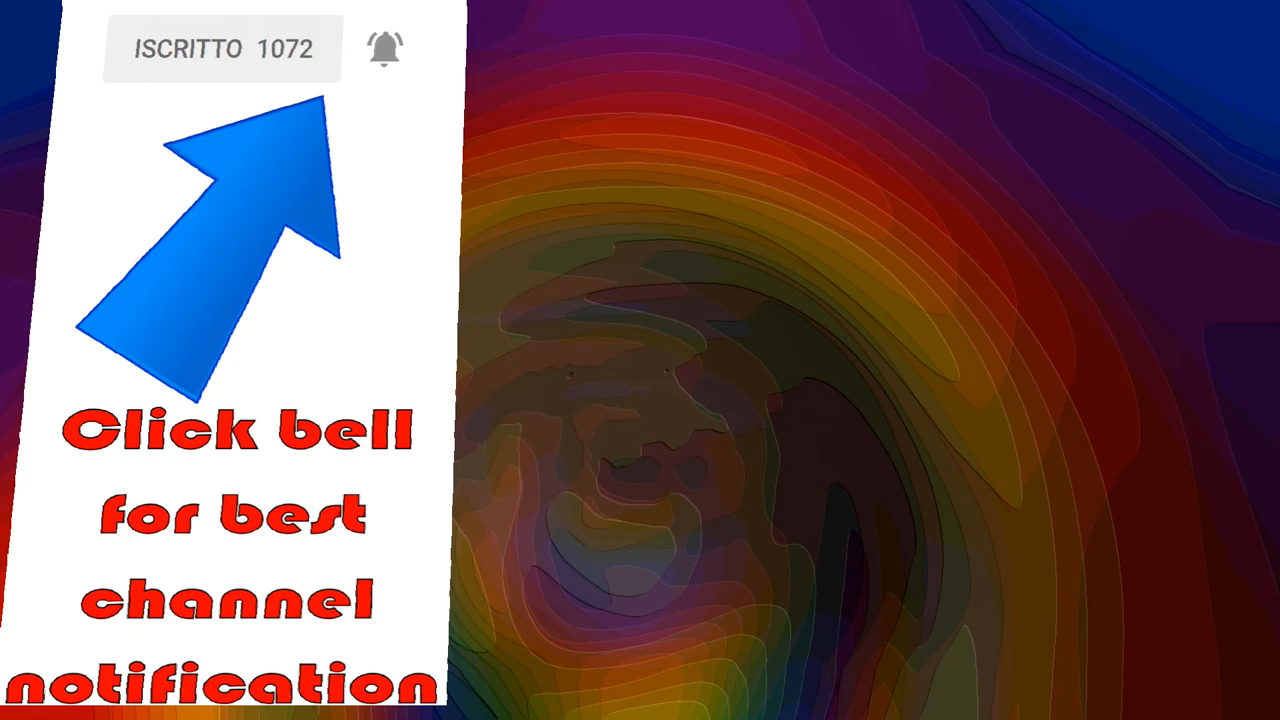 ISCRITTO 1072
Click bell
for best
channel
notification